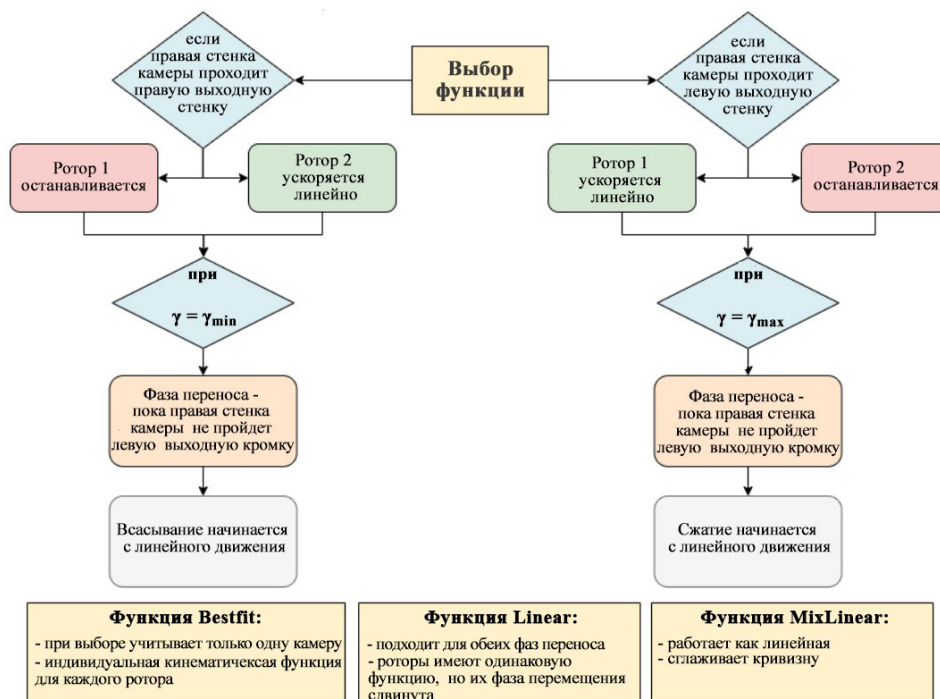 Выбор
функции
если
правая стенка
камеры проходит
правую выходную
стенку
Ротор 1
останавливается
Ротор 2
ускоряется
линейно
при
γ = γmin
Фаза переноса -
пока правая стенка
камеры не пройдет
левую выходную кромку
Всасывание начинается
с линейного движения
если
правая стенка
камеры проходит
левую выходную
стенку
Ротор 1
ускоряется
линейно
Ротор 2
останавливается
при
γ = γmax
Фаза переноса -
пока правая стенка
камеры не пройдет
левую выходную кромку
Сжатие начинается
с линейного движения
Функция Bestfit:
- при выборе учитывает только одну камеру
- индивидуальная кинематичексая функция
для каждого ротора
Функция Linear:
- подходит для обеих фаз переноса
- роторы имеют одинаковую
функцию, но их фаза перемещения
сдвинута
Функция MixLinear:
- работает как линейная
- сглаживает кривизну